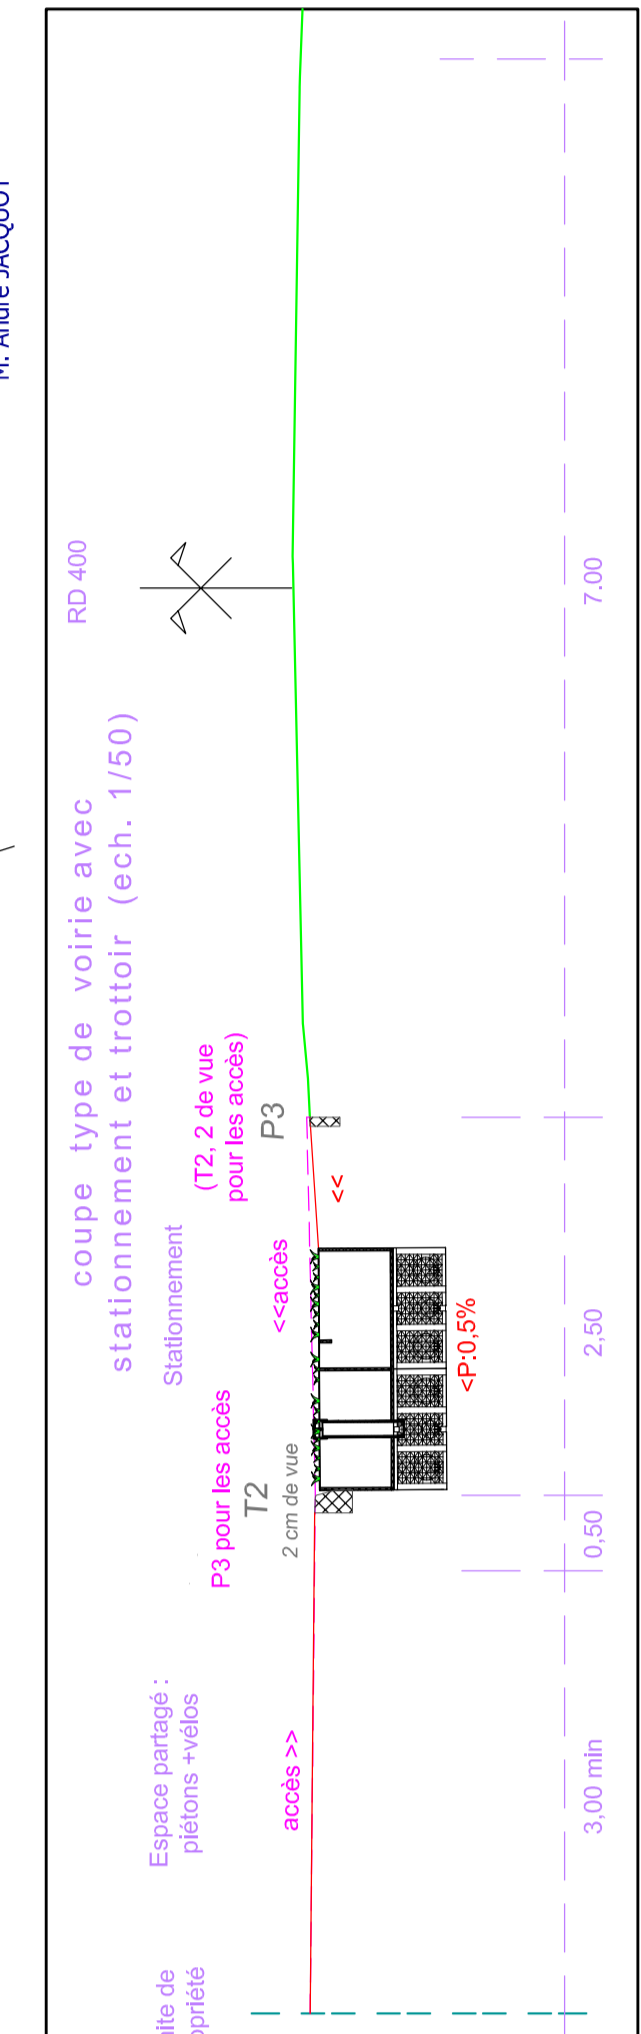 M. André JACQUOT
RD 400
coupe type de voirie avec
stationnement et trottoir (ech. 1/50)
Stationnement
(T2, 2 de vue
pour les accès)
P3
<<
<<accès
<P:0,5%
P3 pour les accès
T2
2 cm de vue
Espace partagé :
piétons +vélos
accès >>
3,00 min
0,50
2,50
7.00